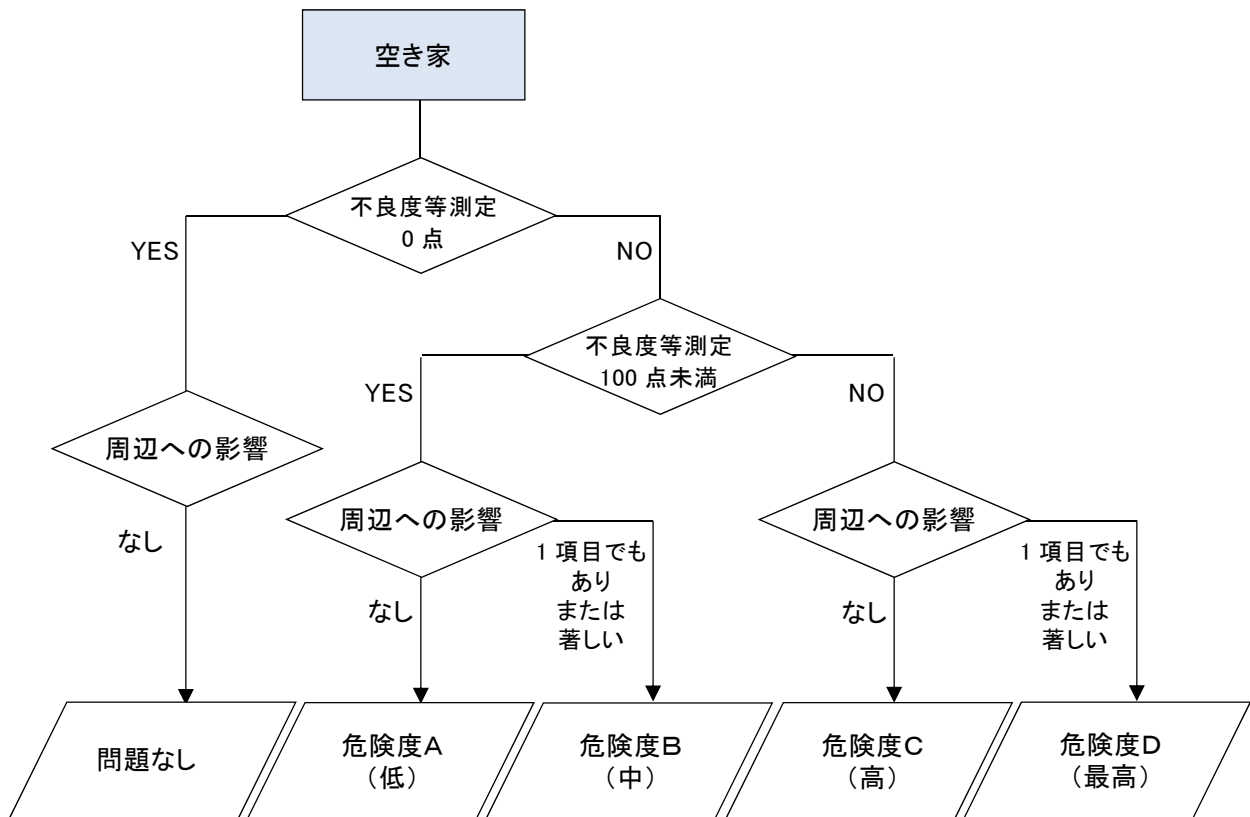 空き家
不良度等測定
0 点
YES
NO
不良度等測定
100 点未満
YES
NO
周辺への影響
なし
周辺への影響
なし
1 項目でも
あり
または
著しい
周辺への影響
なし
1 項目でも
あり
または
著しい
問題なし
危険度A
（低）
危険度B
（中）
危険度C
（高）
危険度D
（最高）